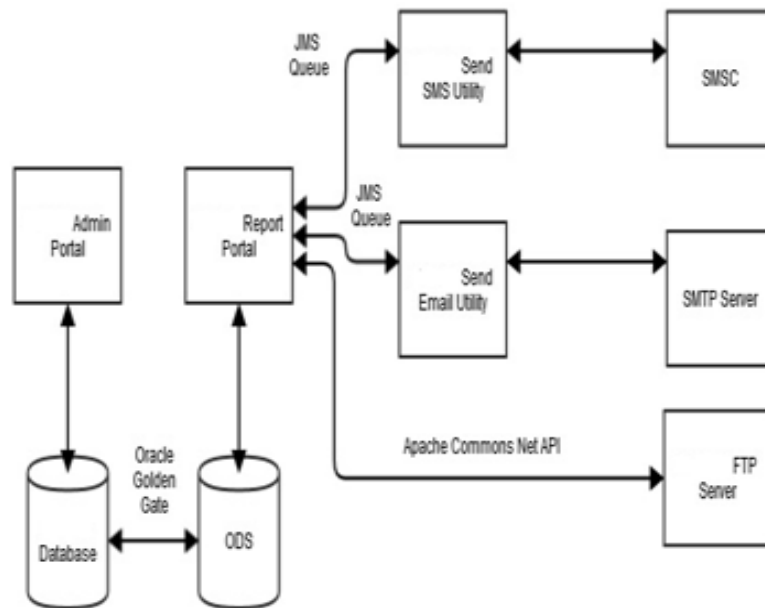 JMS
Queue
Send
SMS Utility
SMSC
Admin
Portal
Report
Portal
JMS
Queue
Send
Email Utility
SMTP Server
Apache Commons Net API
FTP
Server
Oracle
Golden
Gate
Database
ODS